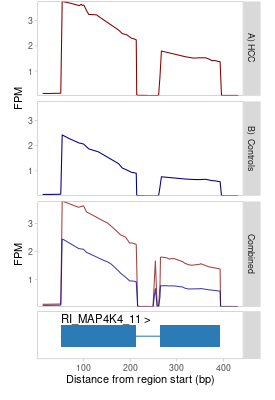 3
2
1
A) HCC
FPM
3
2
1
B) Controls
3
2
1
FPM
Combined
RI_MAP4K4_11 >
100 200 300 400
Distance from region start (bp)